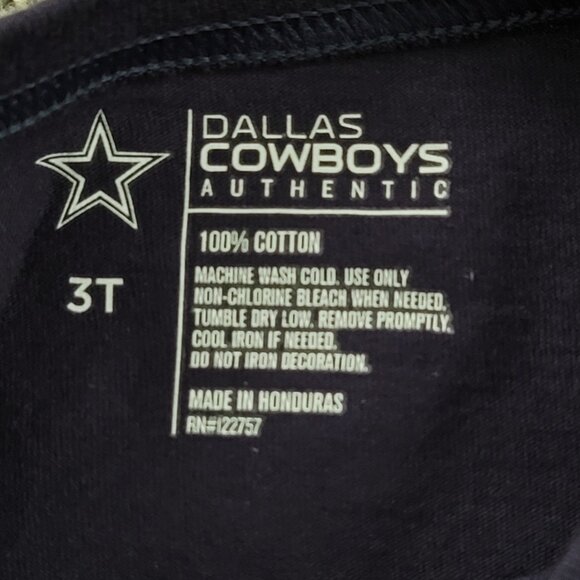 DALLAS
COWBOYS
AUTHENTIC
3T
100% COTTON
MACHINE WASH COLD. USE ONLY
NON-CHLORINE BLEACH WHEN NEEDED.
TUMBLE DRY LOW. REMOVE PROMPTLY.
COOL IRON IF NEEDED.
DO NOT IRON DECORATION.
MADE IN HONDURAS
RN#122757